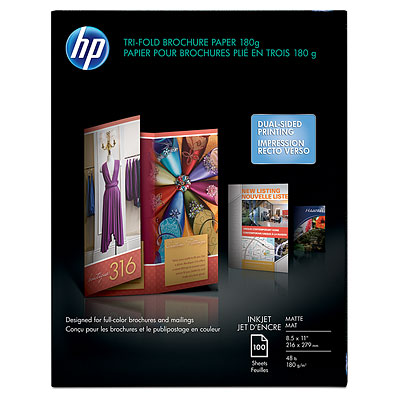 hp
TRI-FOLD BROCHURE PAPER 180g
PAPIER POUR BROCHURES PLIÉ EN TROIS 180 g
DUAL-SIDED
PRINTING
IMPRESSION
RECTO VERSO
NEW LISTING
NOUVELLE LISTE
316
Designed for full-color brochures and mailings
Conçu pour les brochures et le publipostage en couleur
INKJET
JET D'ENCRE
100
Sheets
Feuilles
MATTE
MAT
8.5 x 11"
216 x 279 mm
48 lb
180 g/m²